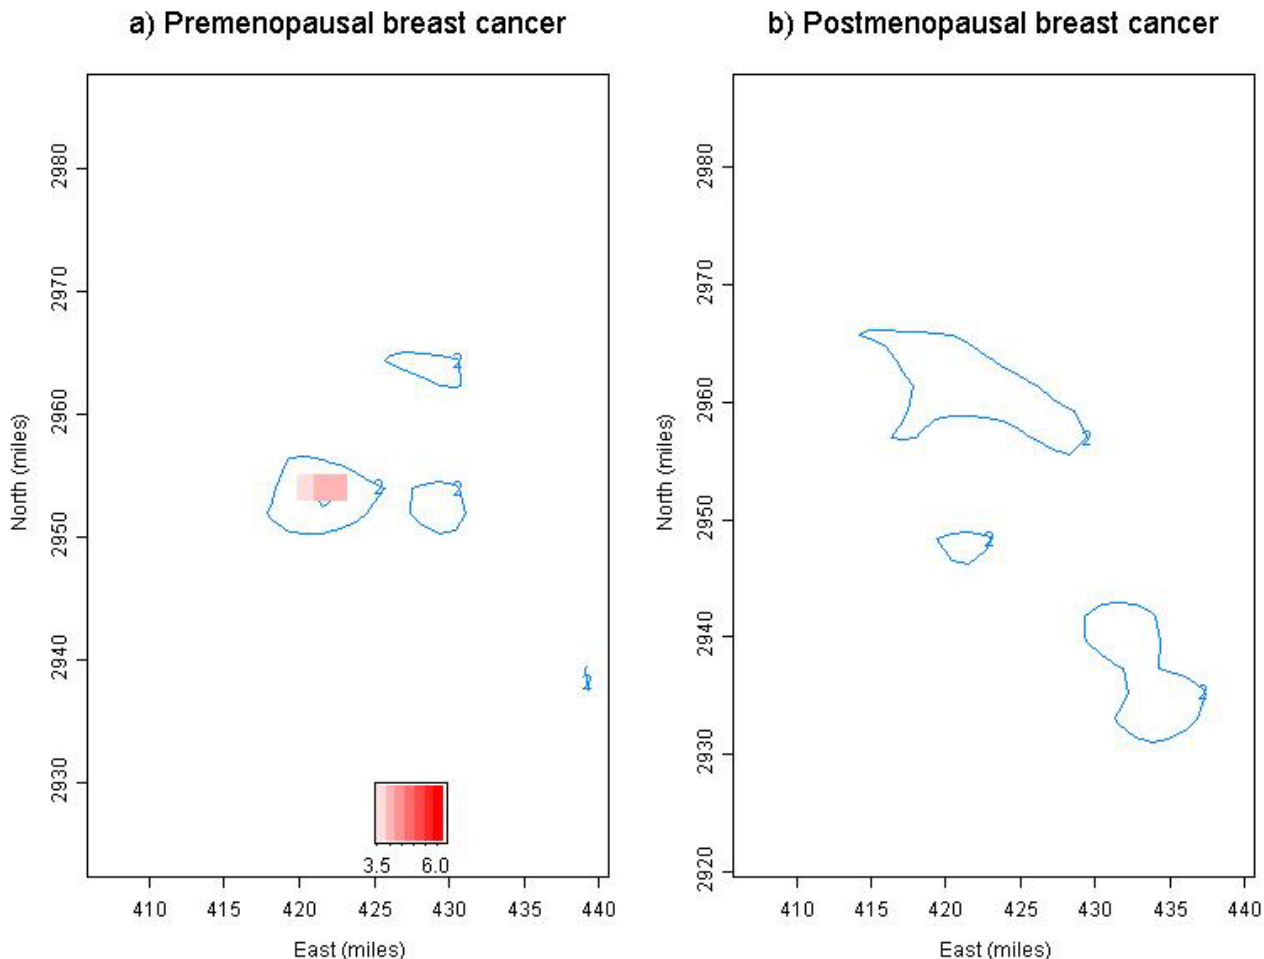 a) Premenopausal breast cancer
b) Postmenopausal breast cancer
North (miles)
2980
2970
2960
2950
2940
2930
2
2
2
2
3.5 6.0
410 415 420 425 430 435 440
East (miles)
North (miles)
2980
2970
2960
2950
2940
2930
2920
2
2
2
410 415 420 425 430 435 440
East (miles)